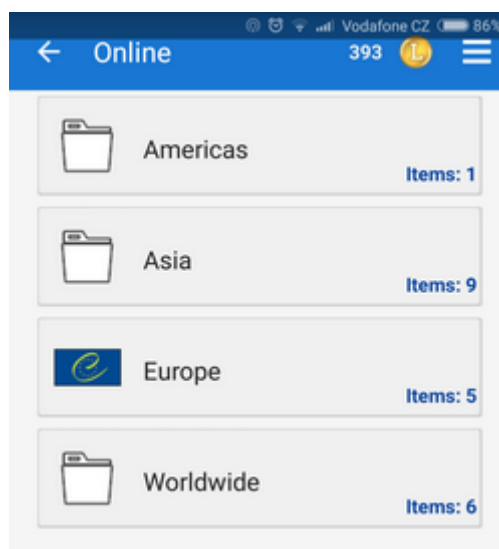 Vodafone CZ 86%
Online 393 L
Americas
Items: 1
Asia
Items: 9
Europe
Items: 5
Worldwide
Items: 6